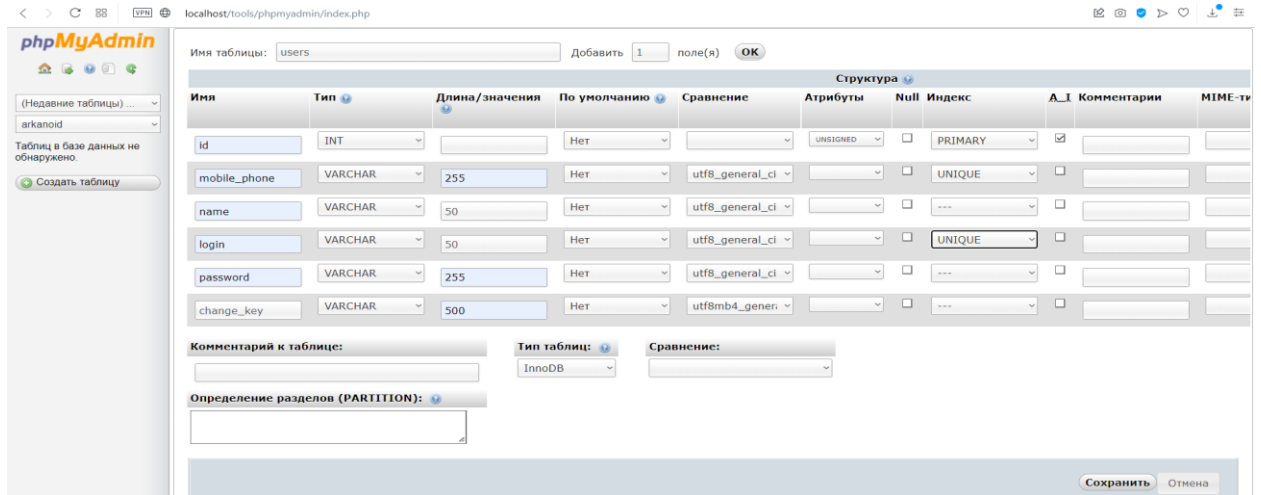 VPN localhost/tools/phpmyadmin/index.php
phpMyAdmin
(Недавние таблицы) ...
arkanoid
Таблиц в базе данных не
обнаружено.
Создать таблицу
Имя таблицы: users Добавить 1 поле(я) OK
Структура
Имя Тип Длина/значения По умолчанию Сравнение Атрибуты Null Индекс A_I Комментарии MIME-ти
id INT Нет UNSIGNED PRIMARY
mobile_phone VARCHAR 255 Нет utf8_general_ci UNIQUE
name VARCHAR 50 Нет utf8_general_ci ---
login VARCHAR 50 Нет utf8_general_ci UNIQUE
password VARCHAR 255 Нет utf8_general_ci ---
change_key VARCHAR 500 Нет utf8mb4_genera ---
Комментарий к таблице: Тип таблиц: Сравнение:
InnoDB
Определение разделов (PARTITION):
Сохранить Отмена